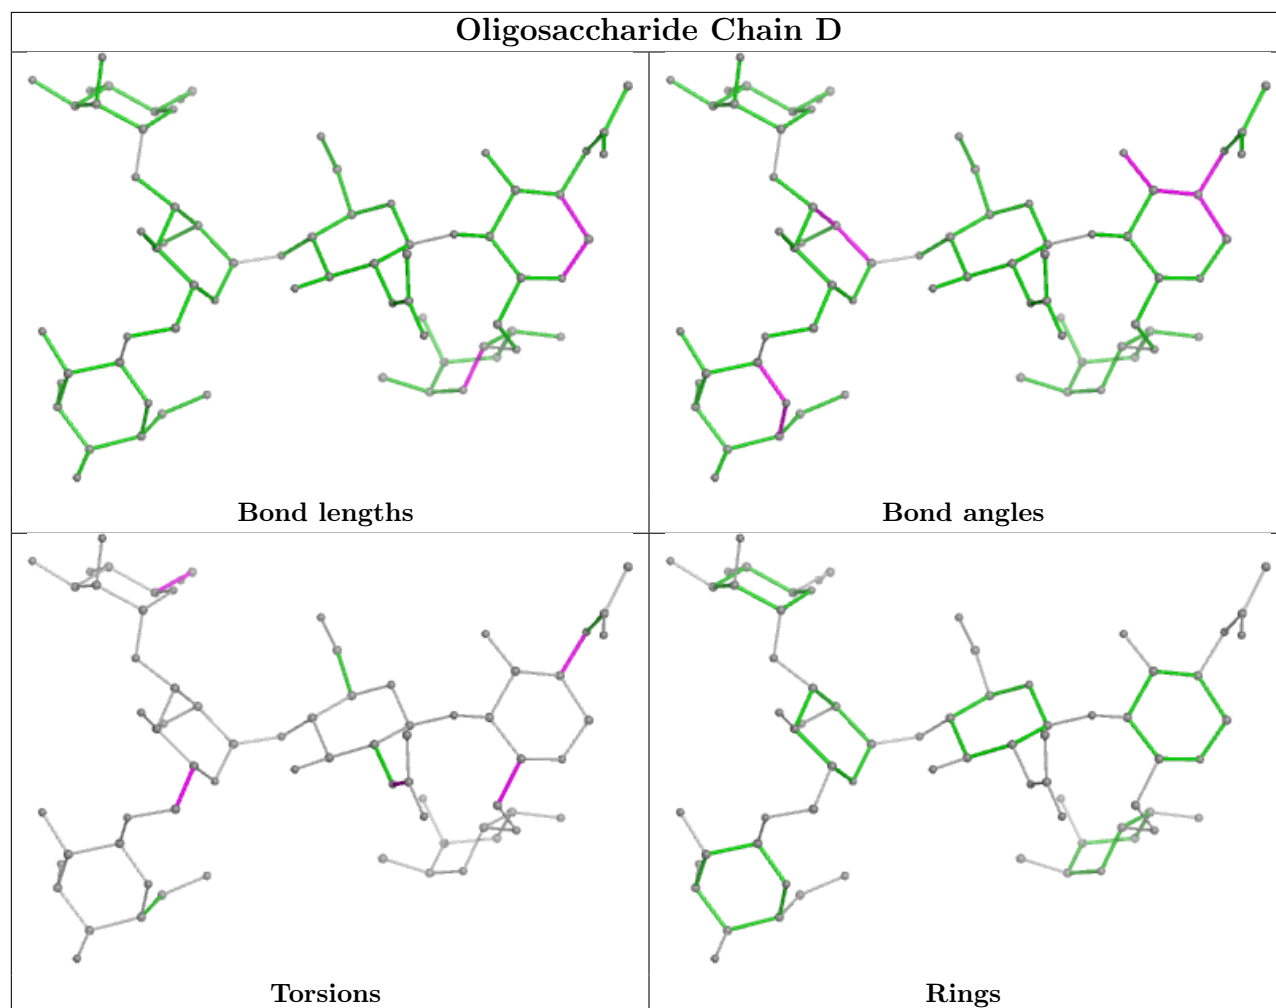 Oligosaccharide Chain D
Bond lengths
Bond angles
Torsions
Rings